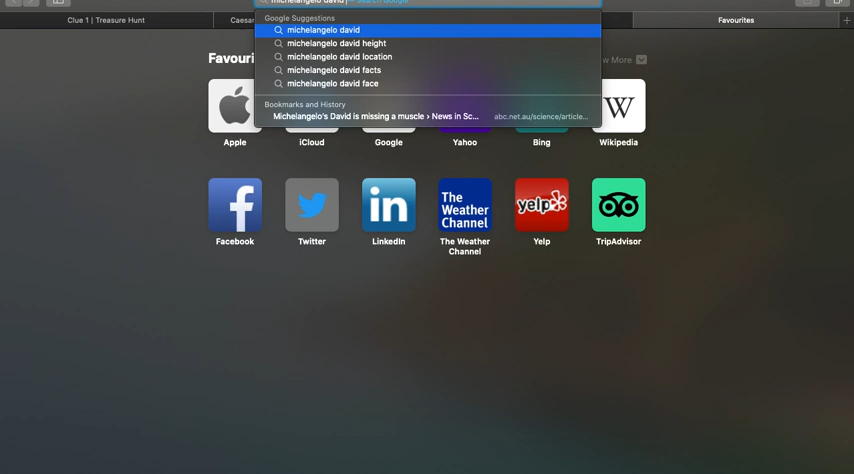 michelangelo david — Search Google
Clue 1 | Treasure Hunt
Caesar
Favourites
Google Suggestions
michelangelo david
michelangelo david height
michelangelo david location
michelangelo david facts
michelangelo david face
Bookmarks and History
Michelangelo's David is missing a muscle › News in Sc... abc.net.au/science/article...
Favouri
w More
W
Apple
iCloud
Google
Yahoo
Bing
Wikipedia
f
in
The
Weather
Channel
yelp
Facebook
Twitter
LinkedIn
The Weather
Channel
Yelp
TripAdvisor